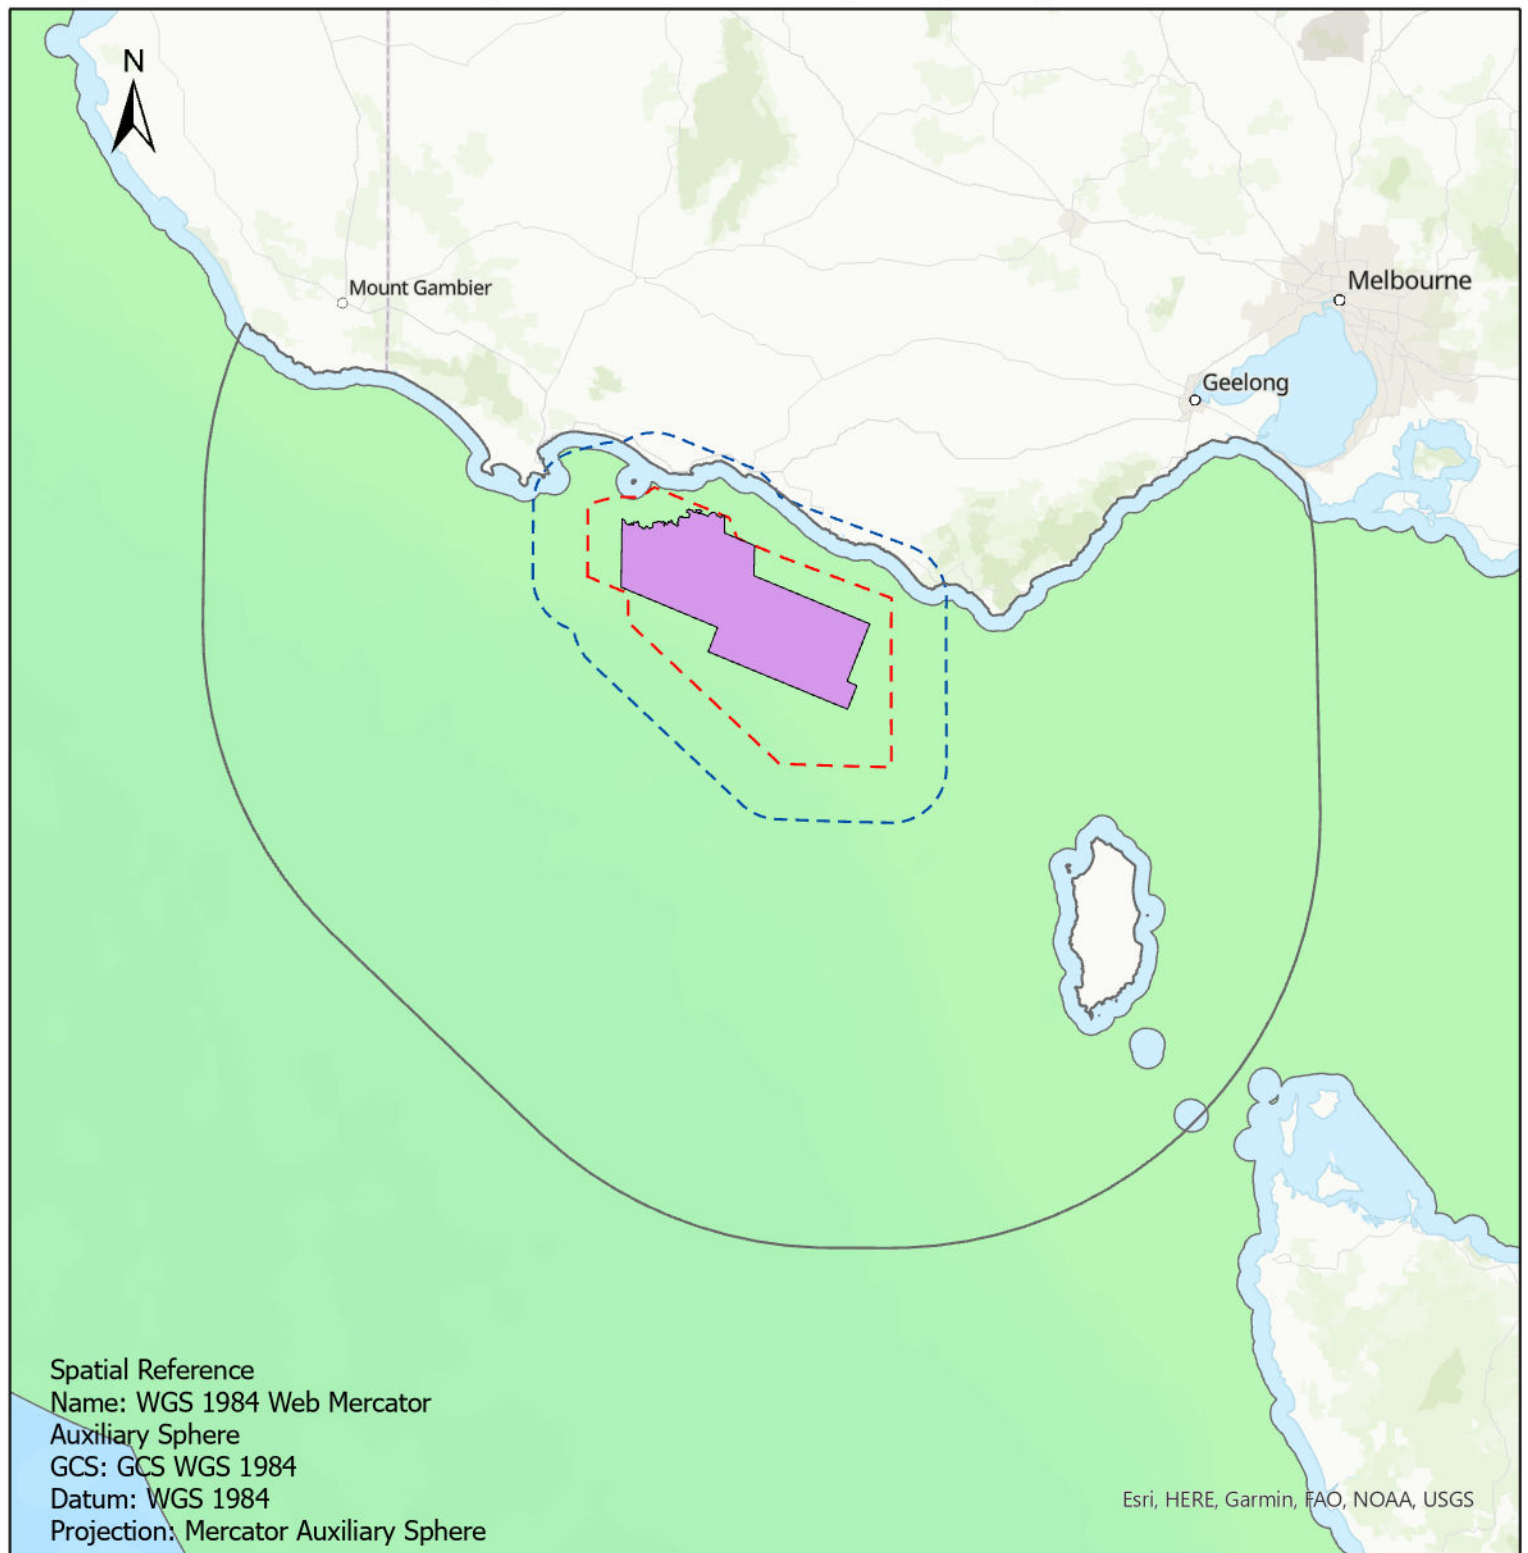 N
Mount Gambier
Melbourne
Geelong
Spatial Reference
Name: WGS 1984 Web Mercator
Auxiliary Sphere
GCS: GCS WGS 1984
Datum: WGS 1984
Projection: Mercator Auxiliary Sphere
Esri, HERE, Garmin, FAO, NOAA, USGS